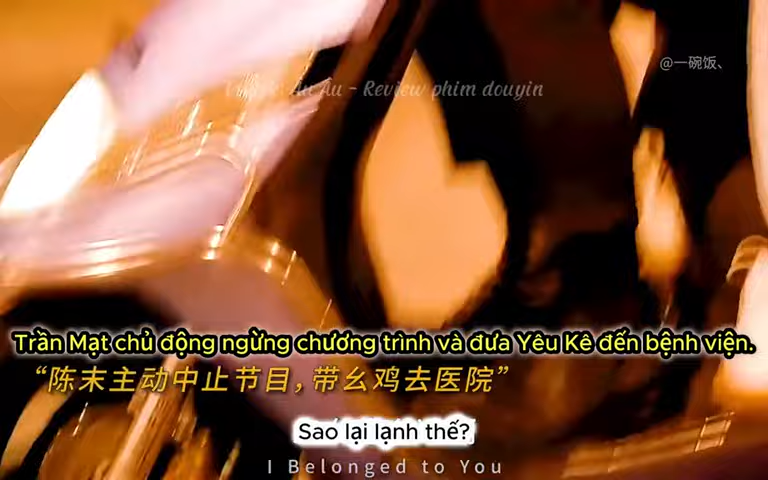 @一碗饭、
Au - Review phim douyin
Trần Mạt chủ động ngừng chương trình và đưa Yêu Kê đến bệnh viện.
“陈末主动中止节目，带幺鸡去医院”
Sao lại lạnh thế?
I Belonged to You